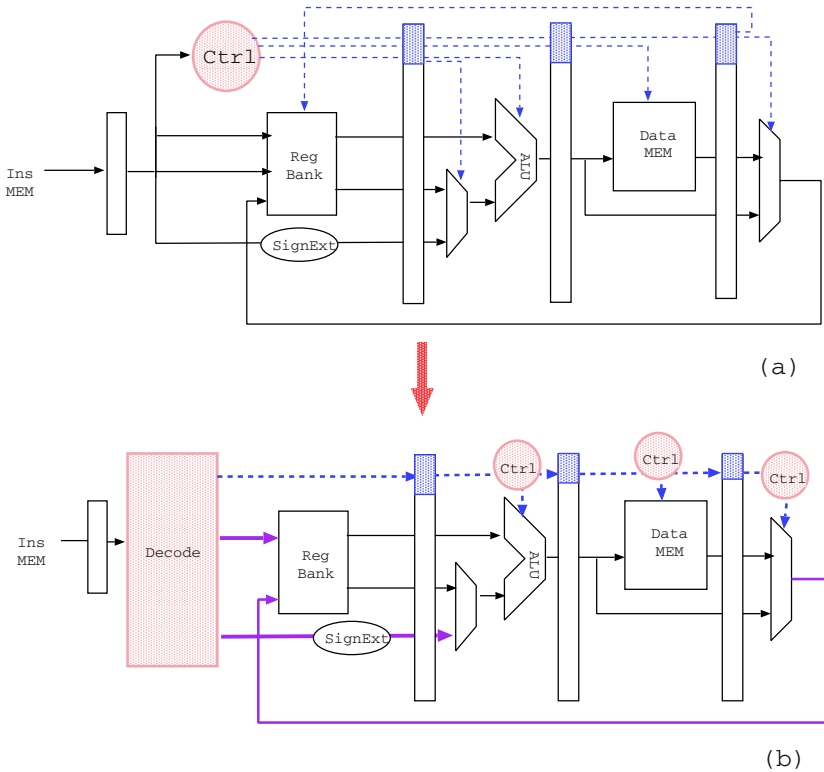 Ctrl
Ins
MEM
Reg
Bank
SignExt
ALU
Data
MEM
(a)
Ctrl
Ctrl
Ctrl
Ins
MEM
Decode
Reg
Bank
SignExt
ALU
Data
MEM
(b)